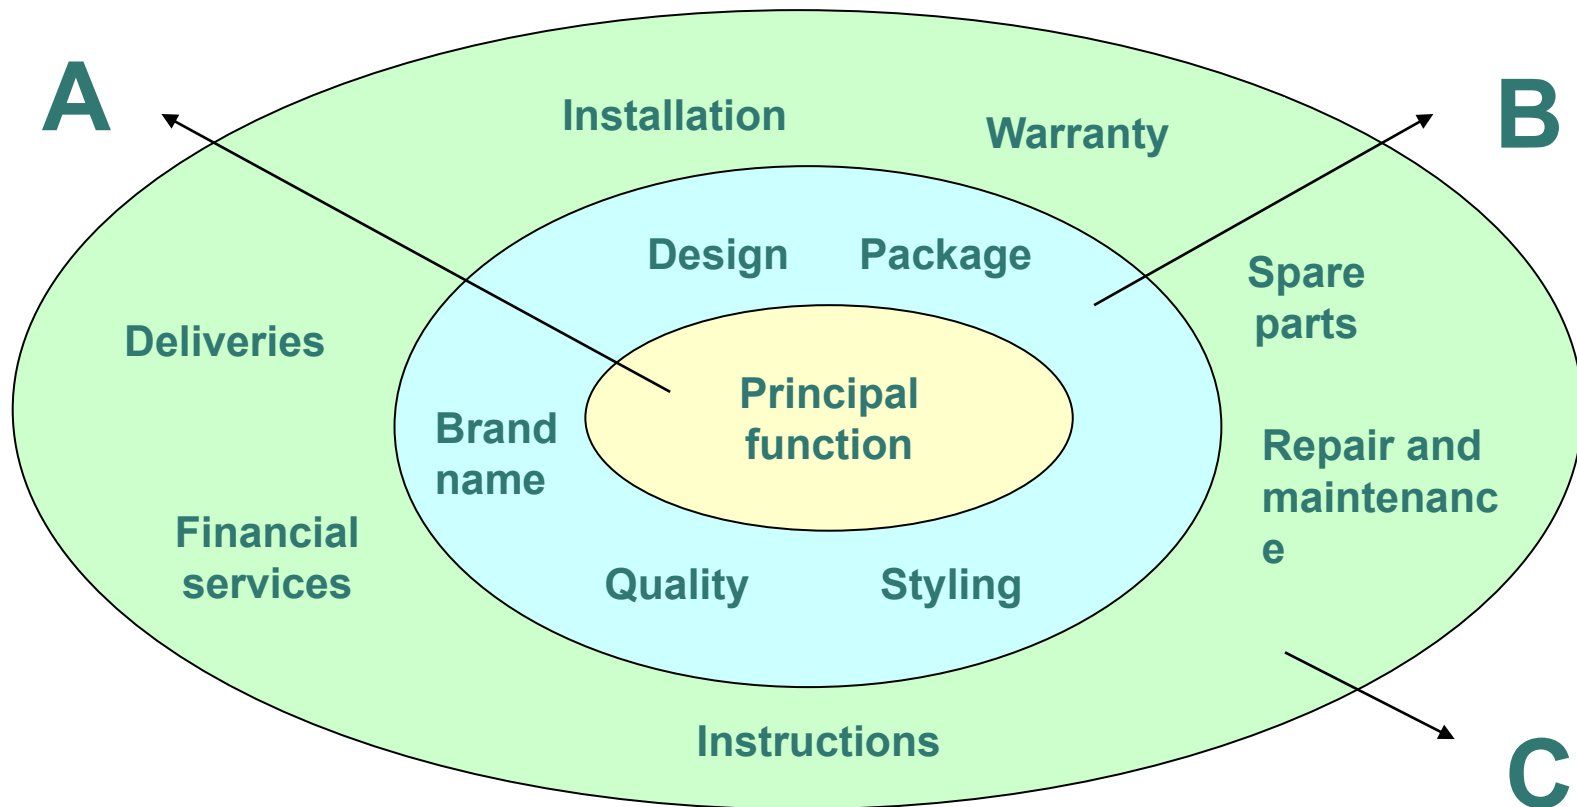 A
B
Installation
Warranty
Design
Package
Spare
parts
Deliveries
Principal
function
Brand
name
Repair and
maintenanc
e
Financial
services
Quality
Styling
Instructions
C